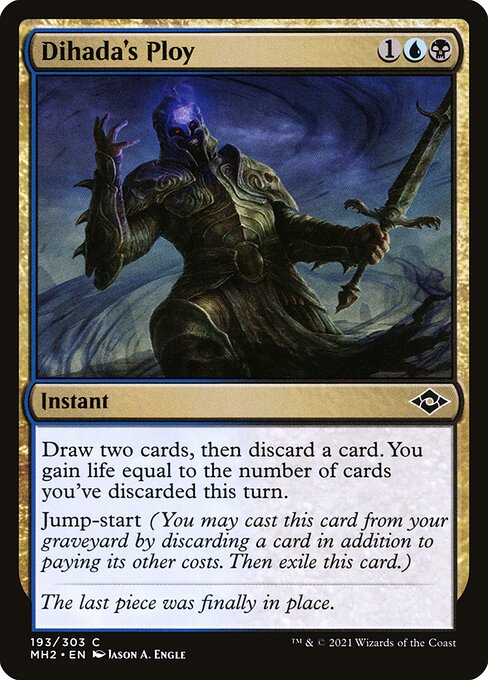 Dihada's Ploy 1
Instant
Draw two cards, then discard a card. You
gain life equal to the number of cards
you've discarded this turn.
Jump-start (You may cast this card from your
graveyard by discarding a card in addition to
paying its other costs. Then exile this card.)
The last piece was finally in place.
193/303 C
MH2 • EN Jason A. Engle
™ & © 2021 Wizards of the Coast